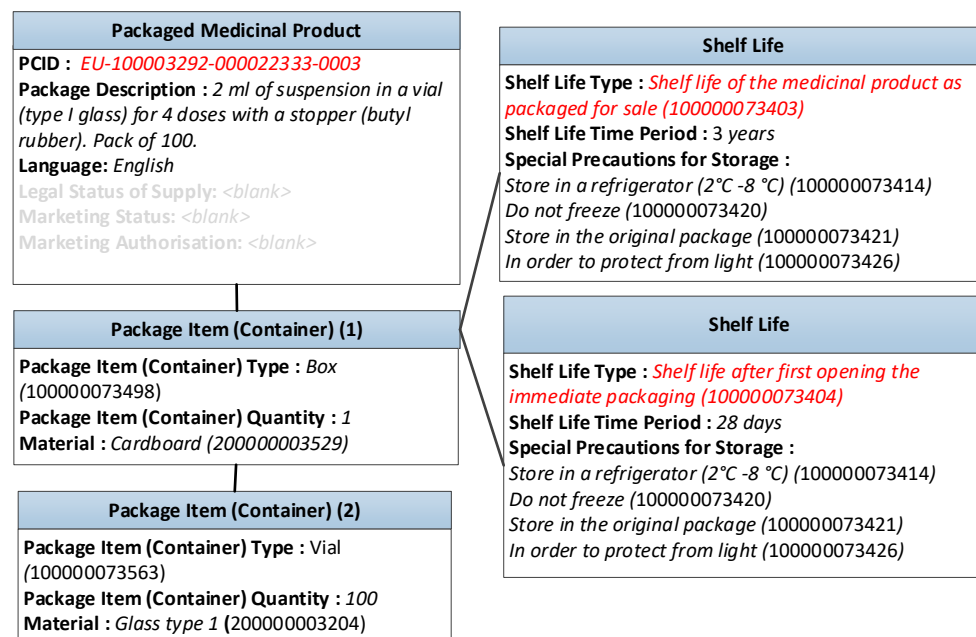 Packaged Medicinal Product
PCID : EU-100003292-000022333-0003
Package Description : 2 ml of suspension in a vial
(type I glass) for 4 doses with a stopper (butyl
rubber). Pack of 100.
Language: English
Legal Status of Supply: <blank>
Marketing Status: <blank>
Marketing Authorisation: <blank>
Package Item (Container) (1)
Package Item (Container) Type : Box
(100000073498)
Package Item (Container) Quantity : 1
Material : Cardboard (200000003529)
Package Item (Container) (2)
Package Item (Container) Type : Vial
(100000073563)
Package Item (Container) Quantity : 100
Material : Glass type 1 (200000003204)
Shelf Life
Shelf Life Type : Shelf life of the medicinal product as
packaged for sale (100000073403)
Shelf Life Time Period : 3 years
Special Precautions for Storage :
Store in a refrigerator (2°C -8 °C) (100000073414)
Do not freeze (100000073420)
Store in the original package (100000073421)
In order to protect from light (100000073426)
Shelf Life
Shelf Life Type : Shelf life after first opening the
immediate packaging (100000073404)
Shelf Life Time Period : 28 days
Special Precautions for Storage :
Store in a refrigerator (2°C -8 °C) (100000073414)
Do not freeze (100000073420)
Store in the original package (100000073421)
In order to protect from light (100000073426)